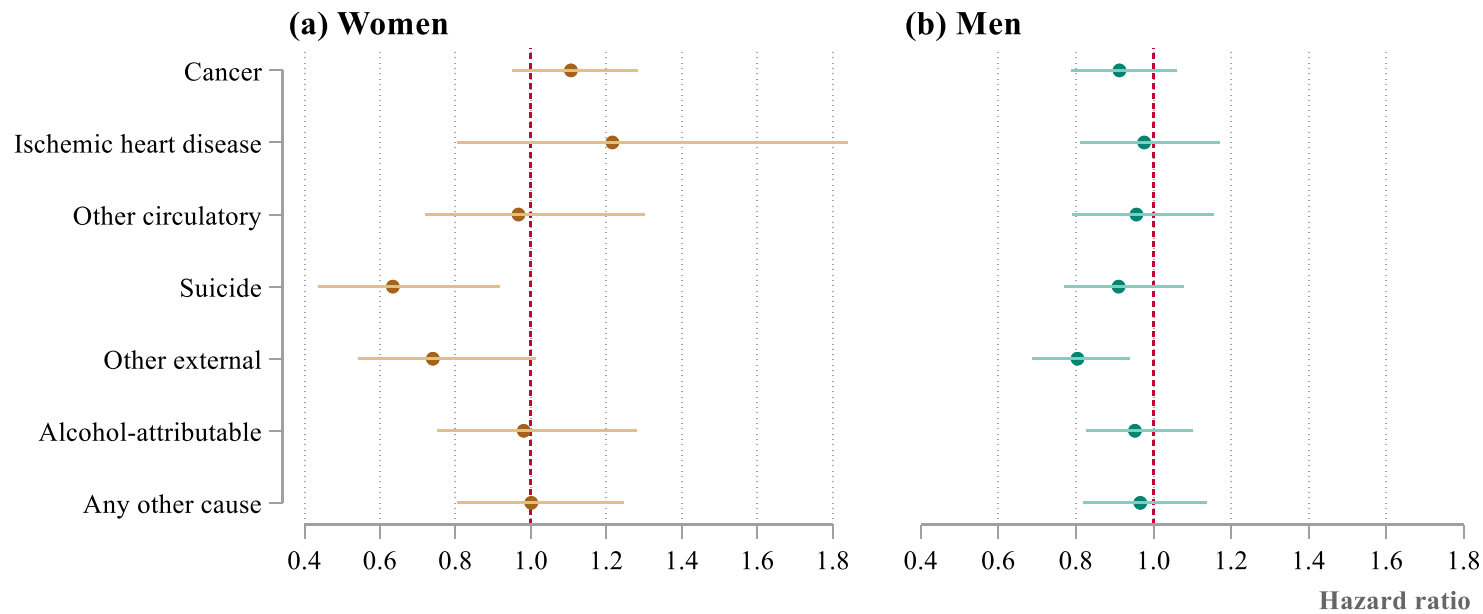 (a) Women
(b) Men
Cancer
Ischemic heart disease
Other circulatory
Suicide
Other external
Alcohol-attributable
Any other cause
0.4 0.6 0.8 1.0 1.2 1.4 1.6 1.8
0.4 0.6 0.8 1.0 1.2 1.4 1.6 1.8
Hazard ratio